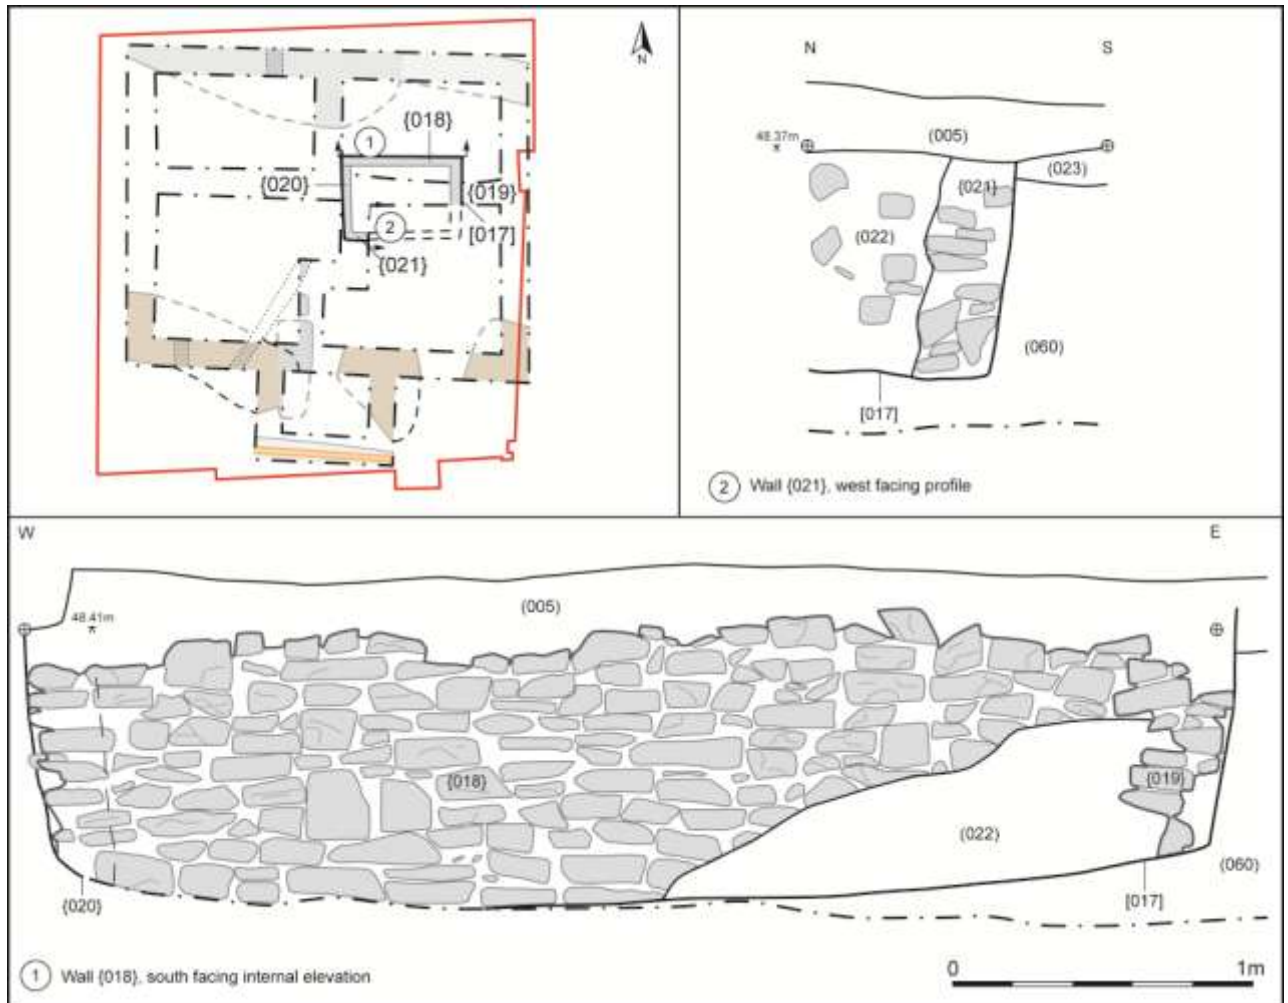 N
1
{018}
{020}
{019}
2
[017]
{021}
N
S
48.37m
(005)
(023)
{021}
(022)
(060)
[017]
2 Wall {021}, west facing profile
W
E
48.41m
(005)
{018}
{019}
(022)
{020}
[017]
(060)
1 Wall {018}, south facing internal elevation
0
1m